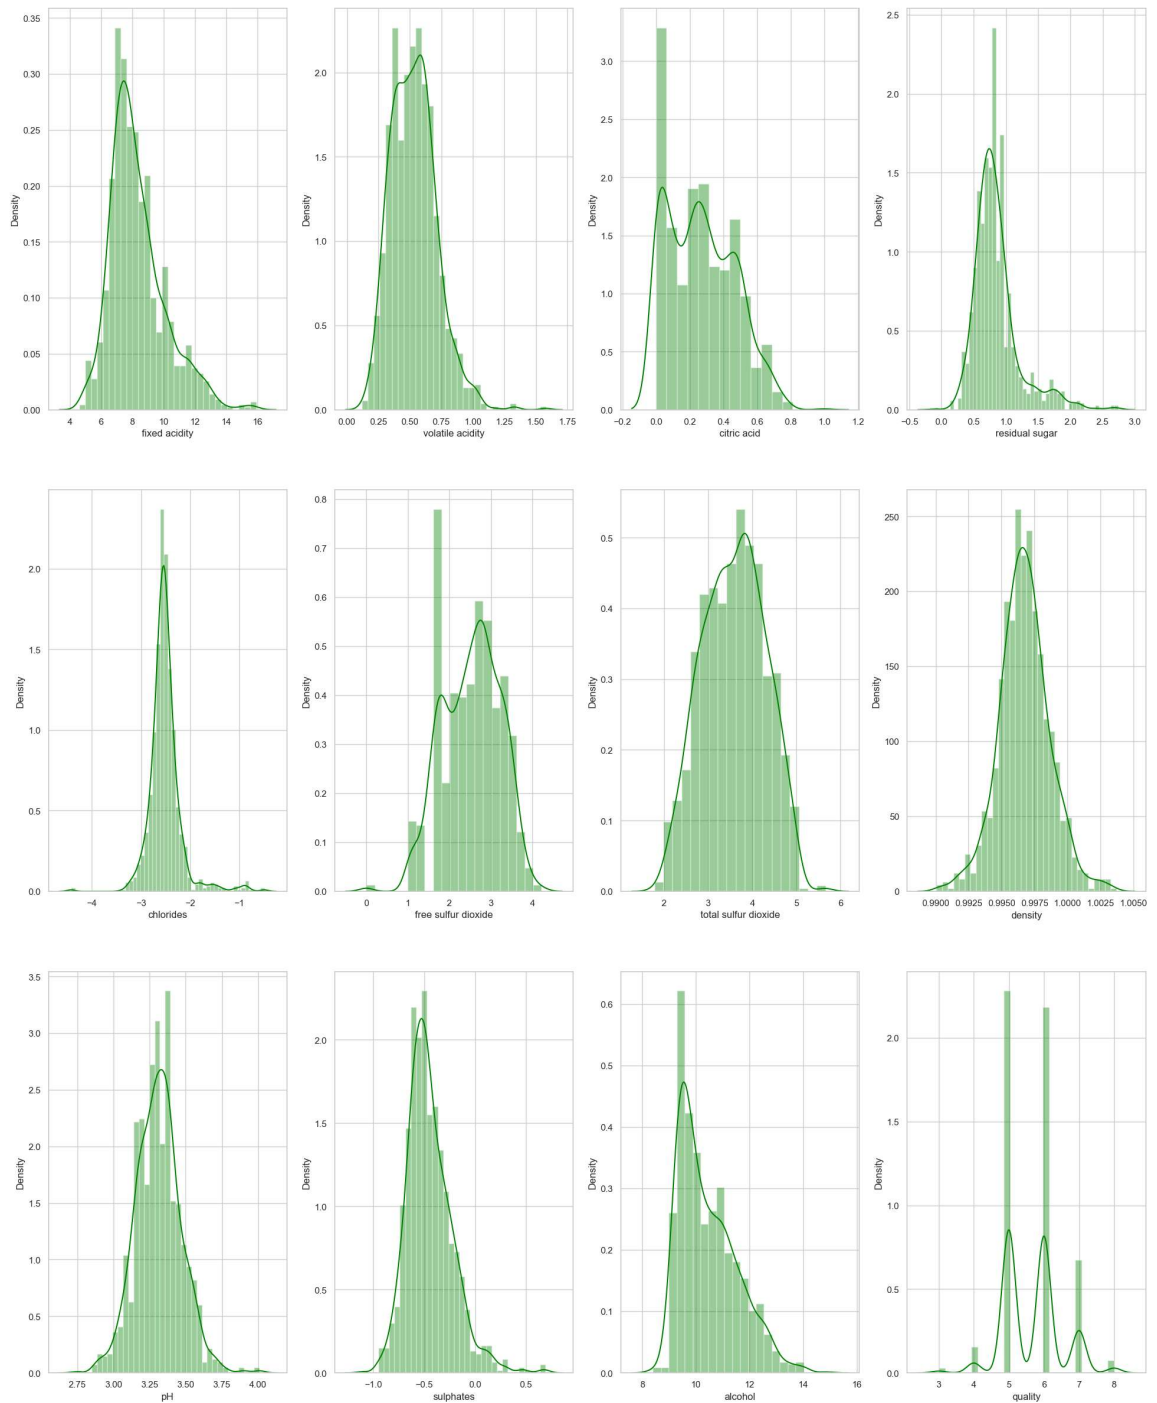 0.35
0.30
0.25
0.20
0.15
0.10
0.05
0.00
Density
4 6 8 10 12 14 16
fixed acidity
2.0
1.5
1.0
0.5
0.0
Density
0.00 0.25 0.50 0.75 1.00 1.25 1.50 1.75
volatile acidity
3.0
2.5
2.0
1.5
1.0
0.5
0.0
Density
−0.2 0.0 0.2 0.4 0.6 0.8 1.0 1.2
citric acid
2.5
2.0
1.5
1.0
0.5
0.0
Density
−0.5 0.0 0.5 1.0 1.5 2.0 2.5 3.0
residual sugar
2.0
1.5
1.0
0.5
0.0
Density
−4 −3 −2 −1
chlorides
0.8
0.7
0.6
0.5
0.4
0.3
0.2
0.1
0.0
Density
0 1 2 3 4
free sulfur dioxide
0.5
0.4
0.3
0.2
0.1
0.0
Density
2 3 4 5 6
total sulfur dioxide
250
200
150
100
50
0
Density
0.9900 0.9925 0.9950 0.9975 1.0000 1.0025 1.0050
density
3.5
3.0
2.5
2.0
1.5
1.0
0.5
0.0
Density
2.75 3.00 3.25 3.50 3.75 4.00
pH
2.0
1.5
1.0
0.5
0.0
Density
−1.0 −0.5 0.0 0.5
sulphates
0.6
0.5
0.4
0.3
0.2
0.1
0.0
Density
8 10 12 14 16
alcohol
2.0
1.5
1.0
0.5
0.0
Density
3 4 5 6 7 8
quality